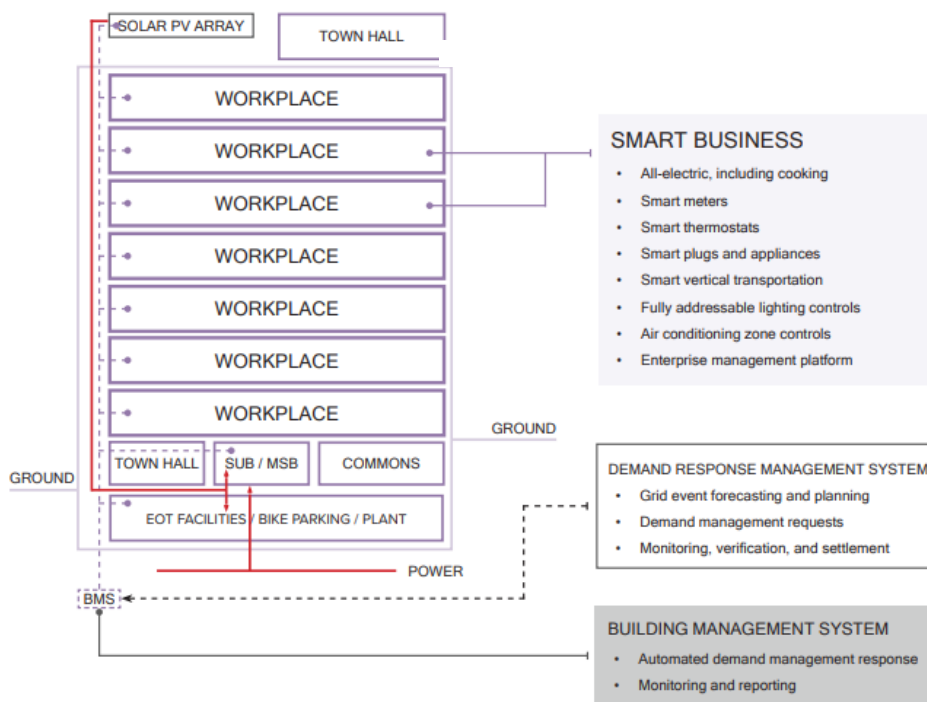 SOLAR PV ARRAY
TOWN HALL
WORKPLACE
WORKPLACE
WORKPLACE
WORKPLACE
WORKPLACE
WORKPLACE
WORKPLACE
TOWN HALL
SUB / MSB
COMMONS
GROUND
GROUND
EOT FACILITIES / BIKE PARKING / PLANT
POWER
BMS
SMART BUSINESS
• All-electric, including cooking
• Smart meters
• Smart thermostats
• Smart plugs and appliances
• Smart vertical transportation
• Fully addressable lighting controls
• Air conditioning zone controls
• Enterprise management platform
DEMAND RESPONSE MANAGEMENT SYSTEM
• Grid event forecasting and planning
• Demand management requests
• Monitoring, verification, and settlement
BUILDING MANAGEMENT SYSTEM
• Automated demand management response
• Monitoring and reporting